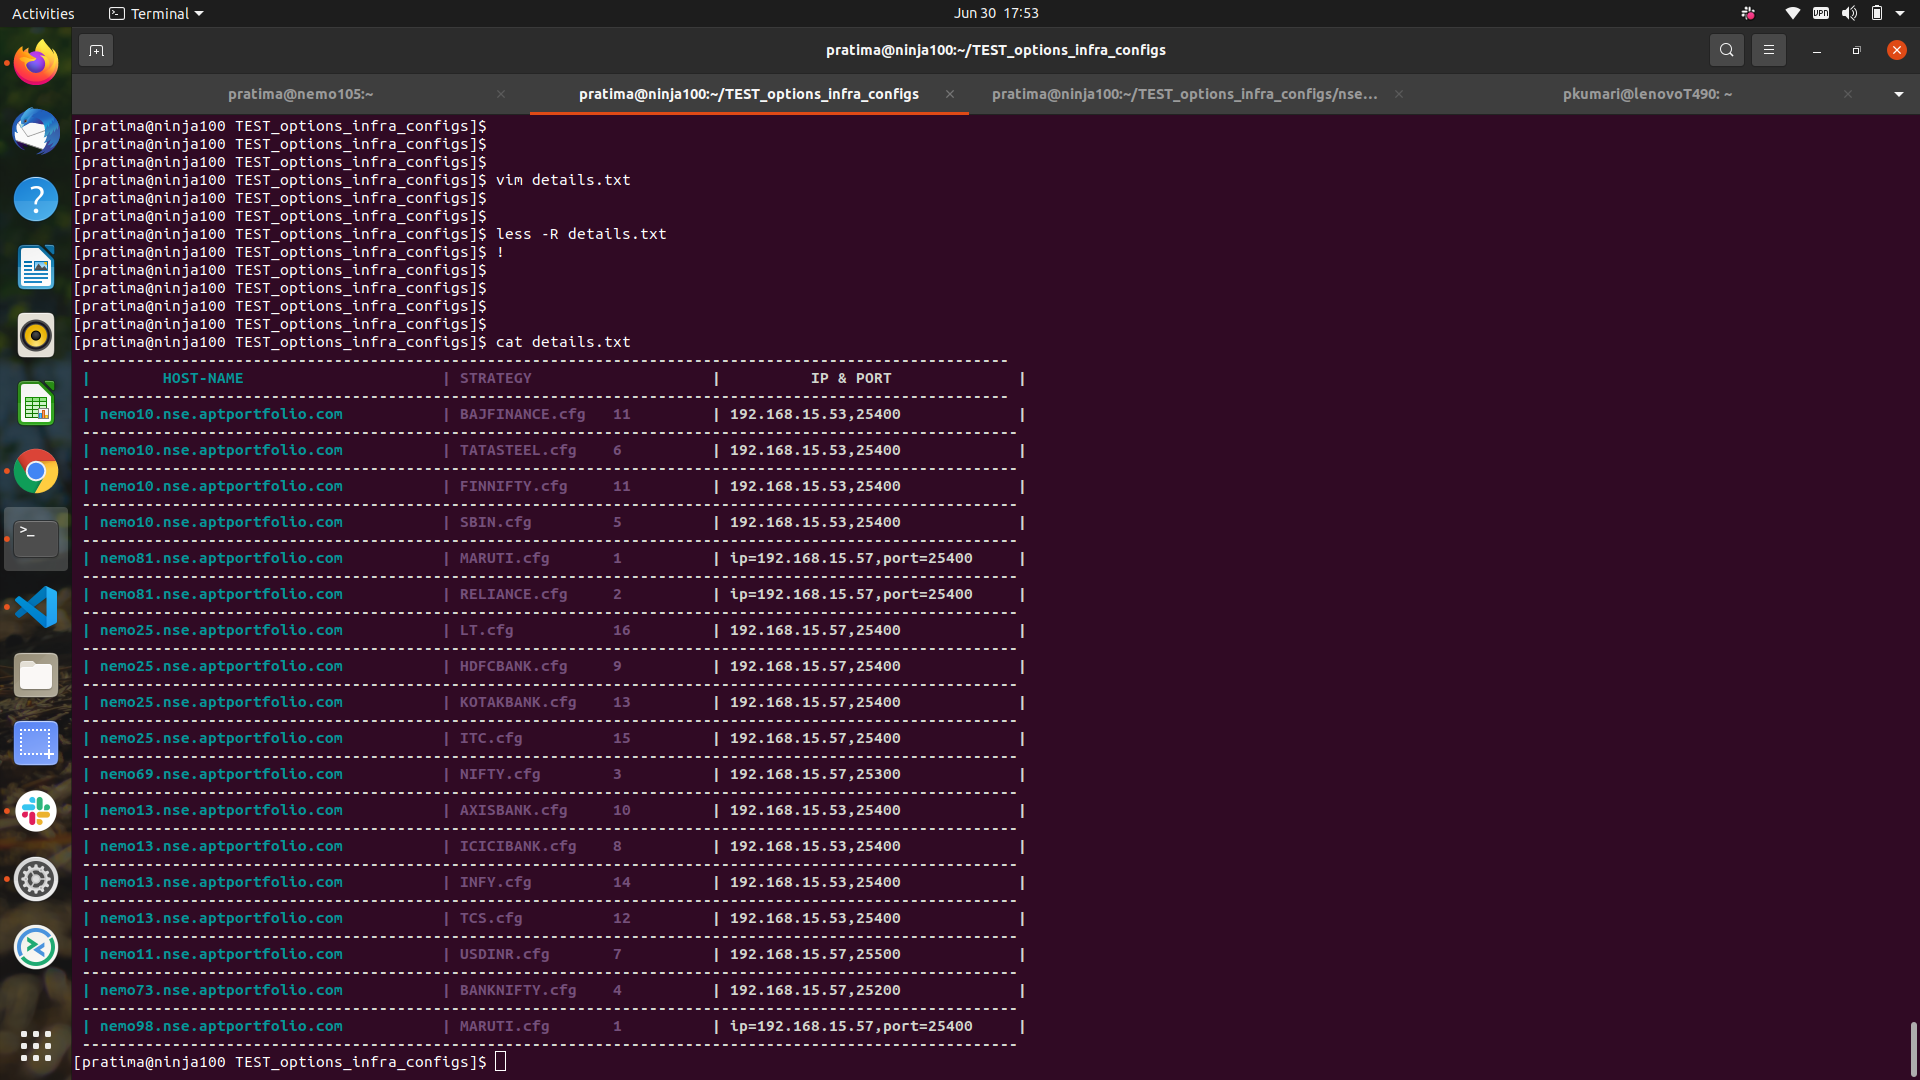 Activities Terminal Jun 30 17:53 VPN
pratima@ninja100:~/TEST_options_infra_configs
pratima@nemo105:~ pratima@ninja100:~/TEST_options_infra_configs pratima@ninja100:~/TEST_options_infra_configs/nse... pkumari@lenovoT490: ~
[pratima@ninja100 TEST_options_infra_configs]$
[pratima@ninja100 TEST_options_infra_configs]$
[pratima@ninja100 TEST_options_infra_configs]$
[pratima@ninja100 TEST_options_infra_configs]$ vim details.txt
[pratima@ninja100 TEST_options_infra_configs]$
[pratima@ninja100 TEST_options_infra_configs]$
[pratima@ninja100 TEST_options_infra_configs]$ less -R details.txt
[pratima@ninja100 TEST_options_infra_configs]$ !
[pratima@ninja100 TEST_options_infra_configs]$
[pratima@ninja100 TEST_options_infra_configs]$
[pratima@ninja100 TEST_options_infra_configs]$
[pratima@ninja100 TEST_options_infra_configs]$
[pratima@ninja100 TEST_options_infra_configs]$ cat details.txt
| HOST-NAME | STRATEGY | IP & PORT |
| nemo10.nse.aptportfolio.com | BAJFINANCE.cfg 11 | 192.168.15.53,25400 |
| nemo10.nse.aptportfolio.com | TATASTEEL.cfg 6 | 192.168.15.53,25400 |
| nemo10.nse.aptportfolio.com | FINNIFTY.cfg 11 | 192.168.15.53,25400 |
| nemo10.nse.aptportfolio.com | SBIN.cfg 5 | 192.168.15.53,25400 |
| nemo81.nse.aptportfolio.com | MARUTI.cfg 1 | ip=192.168.15.57,port=25400 |
| nemo81.nse.aptportfolio.com | RELIANCE.cfg 2 | ip=192.168.15.57,port=25400 |
| nemo25.nse.aptportfolio.com | LT.cfg 16 | 192.168.15.57,25400 |
| nemo25.nse.aptportfolio.com | HDFCBANK.cfg 9 | 192.168.15.57,25400 |
| nemo25.nse.aptportfolio.com | KOTAKBANK.cfg 13 | 192.168.15.57,25400 |
| nemo25.nse.aptportfolio.com | ITC.cfg 15 | 192.168.15.57,25400 |
| nemo69.nse.aptportfolio.com | NIFTY.cfg 3 | 192.168.15.57,25300 |
| nemo13.nse.aptportfolio.com | AXISBANK.cfg 10 | 192.168.15.53,25400 |
| nemo13.nse.aptportfolio.com | ICICIBANK.cfg 8 | 192.168.15.53,25400 |
| nemo13.nse.aptportfolio.com | INFY.cfg 14 | 192.168.15.53,25400 |
| nemo13.nse.aptportfolio.com | TCS.cfg 12 | 192.168.15.53,25400 |
| nemo11.nse.aptportfolio.com | USDINR.cfg 7 | 192.168.15.57,25500 |
| nemo73.nse.aptportfolio.com | BANKNIFTY.cfg 4 | 192.168.15.57,25200 |
| nemo98.nse.aptportfolio.com | MARUTI.cfg 1 | ip=192.168.15.57,port=25400 |
[pratima@ninja100 TEST_options_infra_configs]$